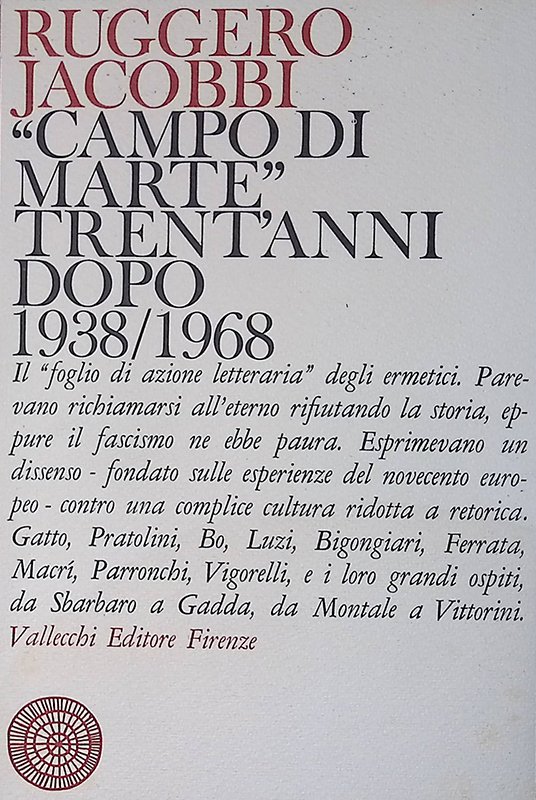 RUGGERO
JACOBBI
“CAMPO DI
MARTE”
TRENT'ANNI
DOPO
1938/1968
Il “foglio di azione letteraria” degli ermetici. Pare-
vano richiamarsi all'eterno rifiutando la storia, ep-
pure il fascismo ne ebbe paura. Esprimevano un
dissenso - fondato sulle esperienze del novecento euro-
peo - contro una complice cultura ridotta a retorica.
Gatto, Pratolini, Bo, Luzi, Bigongiari, Ferrata,
Macrí, Parronchi, Vigorelli, e i loro grandi ospiti,
da Sbarbaro a Gadda, da Montale a Vittorini.
Vallecchi Editore Firenze